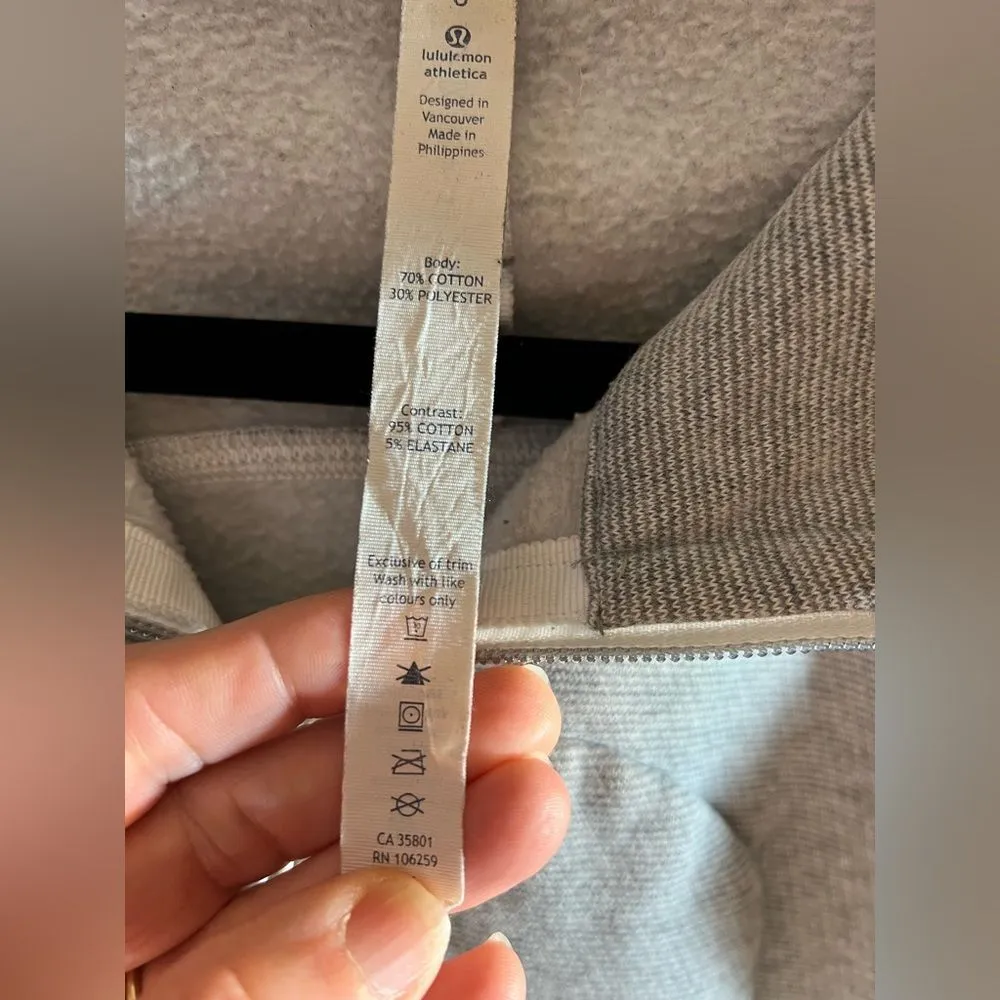 lululemon
athletica
Designed in
Vancouver
Made in
Philippines
Body:
70% COTTON
30% POLYESTER
Contrast:
95% COTTON
5% ELASTANE
Exclusive of trim
Wash with like
colours only
30
CA 35801
RN 106259